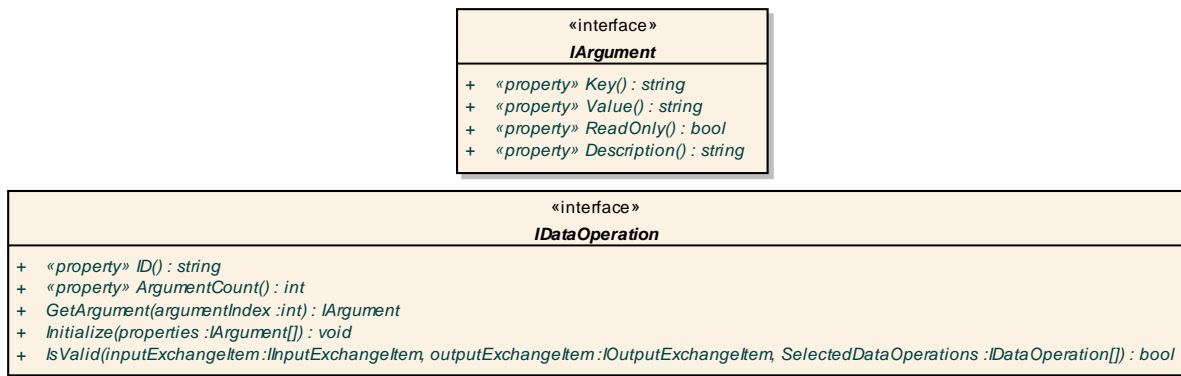 «interface»
IArgument
+ «property» Key() : string
+ «property» Value() : string
+ «property» ReadOnly() : bool
+ «property» Description() : string
«interface»
IDataOperation
+ «property» ID() : string
+ «property» ArgumentCount() : int
+ GetArgument(argumentIndex :int) : IArgument
+ Initialize(properties :IArgument[]) : void
+ IsValid(inputExchangeItem :IInputExchangeItem, outputExchangeItem :IOutputExchangeItem, SelectedDataOperations :IDataOperation[]) : bool